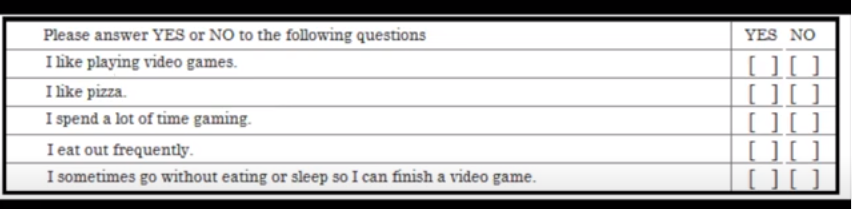 Please answer YES or NO to the following questions YES NO
I like playing video games. [ ] [ ]
I like pizza. [ ] [ ]
I spend a lot of time gaming. [ ] [ ]
I eat out frequently. [ ] [ ]
I sometimes go without eating or sleep so I can finish a video game. [ ] [ ]